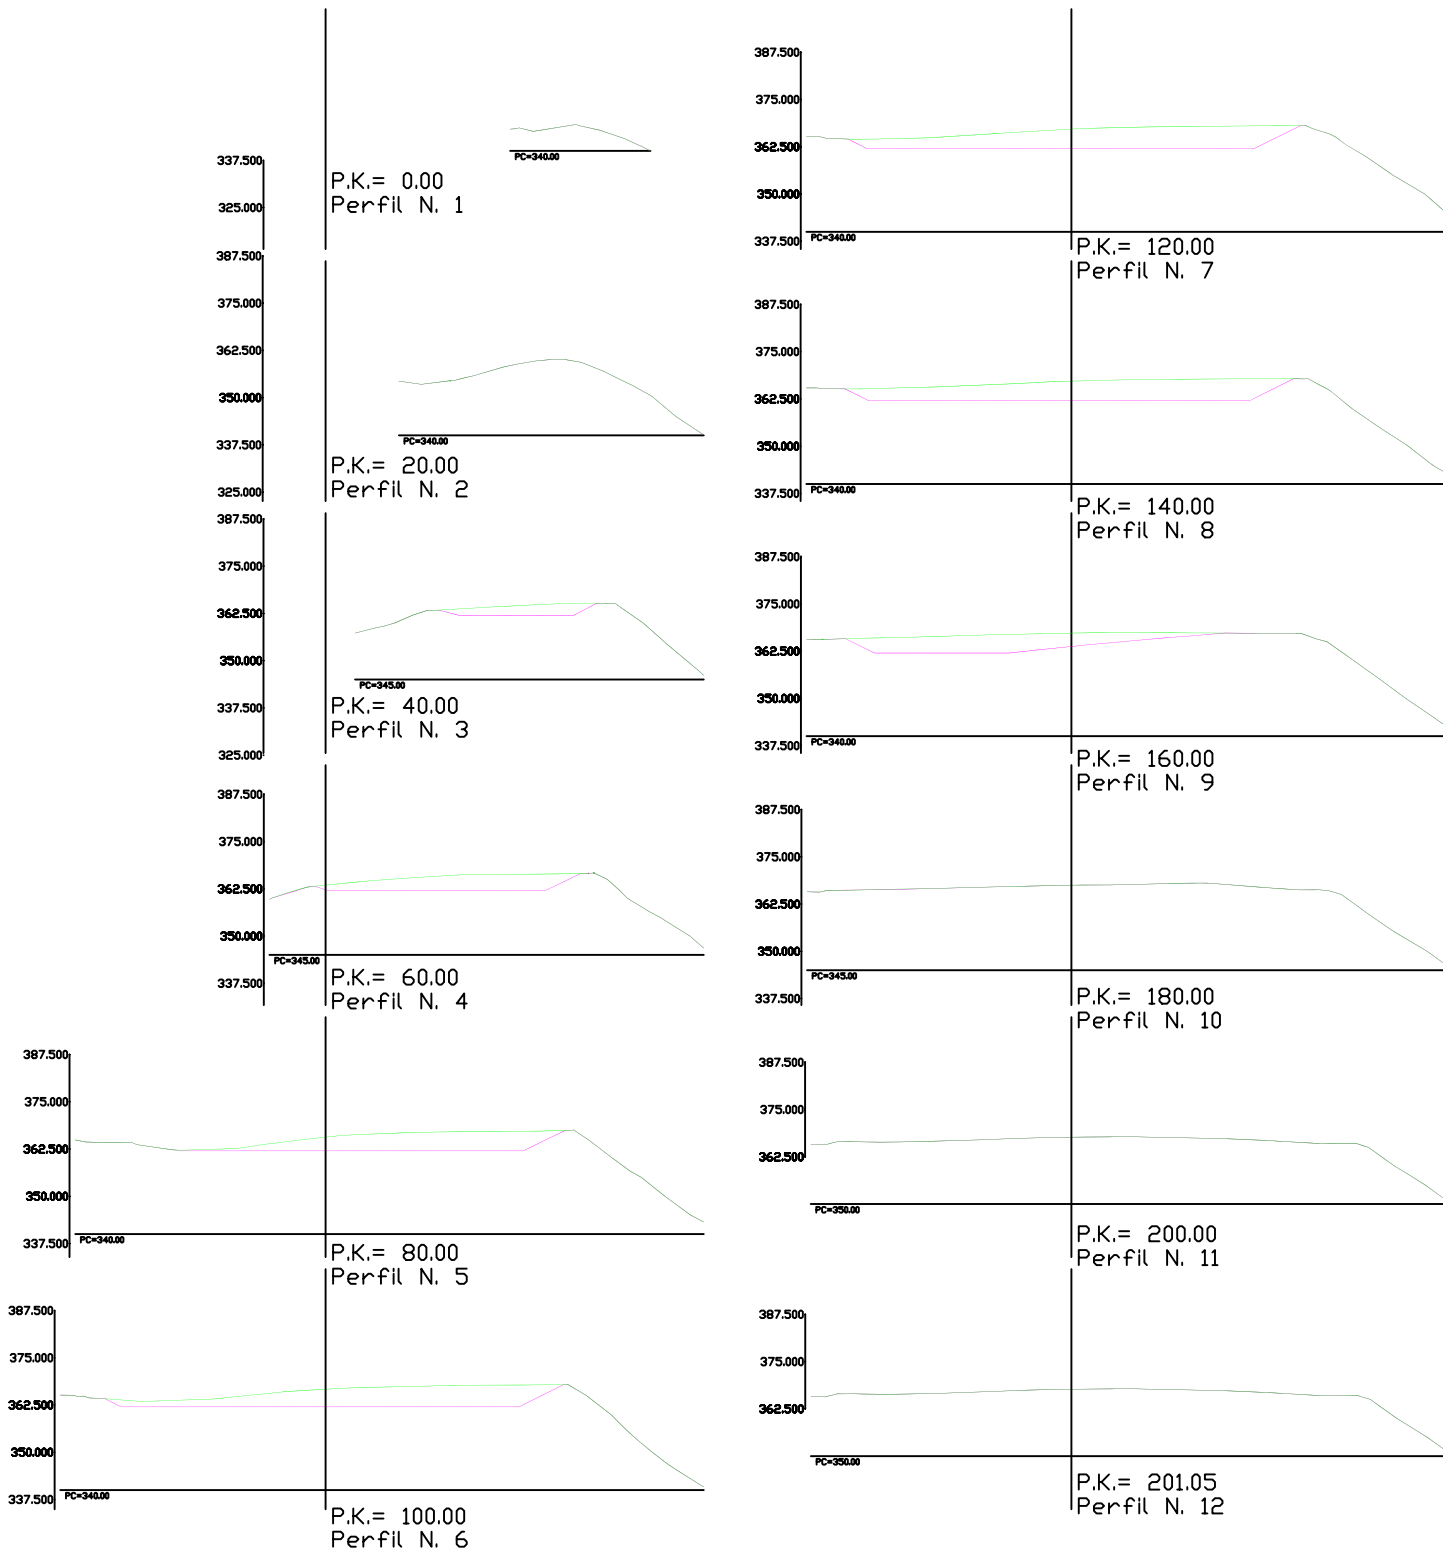 PC=340.00
337.500
325.000
P.K.= 0.00
Perfil N. 1
387.500
375.000
362.500
350.000
337.500
325.000
PC=340.00
P.K.= 20.00
Perfil N. 2
387.500
375.000
362.500
350.000
337.500
325.000
PC=345.00
P.K.= 40.00
Perfil N. 3
387.500
375.000
362.500
350.000
337.500
PC=345.00
P.K.= 60.00
Perfil N. 4
387.500
375.000
362.500
350.000
337.500
PC=340.00
P.K.= 80.00
Perfil N. 5
387.500
375.000
362.500
350.000
337.500
PC=340.00
P.K.= 100.00
Perfil N. 6
387.500
375.000
362.500
350.000
337.500
PC=340.00
P.K.= 120.00
Perfil N. 7
387.500
375.000
362.500
350.000
337.500
PC=340.00
P.K.= 140.00
Perfil N. 8
387.500
375.000
362.500
350.000
337.500
PC=340.00
P.K.= 160.00
Perfil N. 9
387.500
375.000
362.500
350.000
337.500
PC=345.00
P.K.= 180.00
Perfil N. 10
387.500
375.000
362.500
PC=350.00
P.K.= 200.00
Perfil N. 11
387.500
375.000
362.500
PC=350.00
P.K.= 201.05
Perfil N. 12